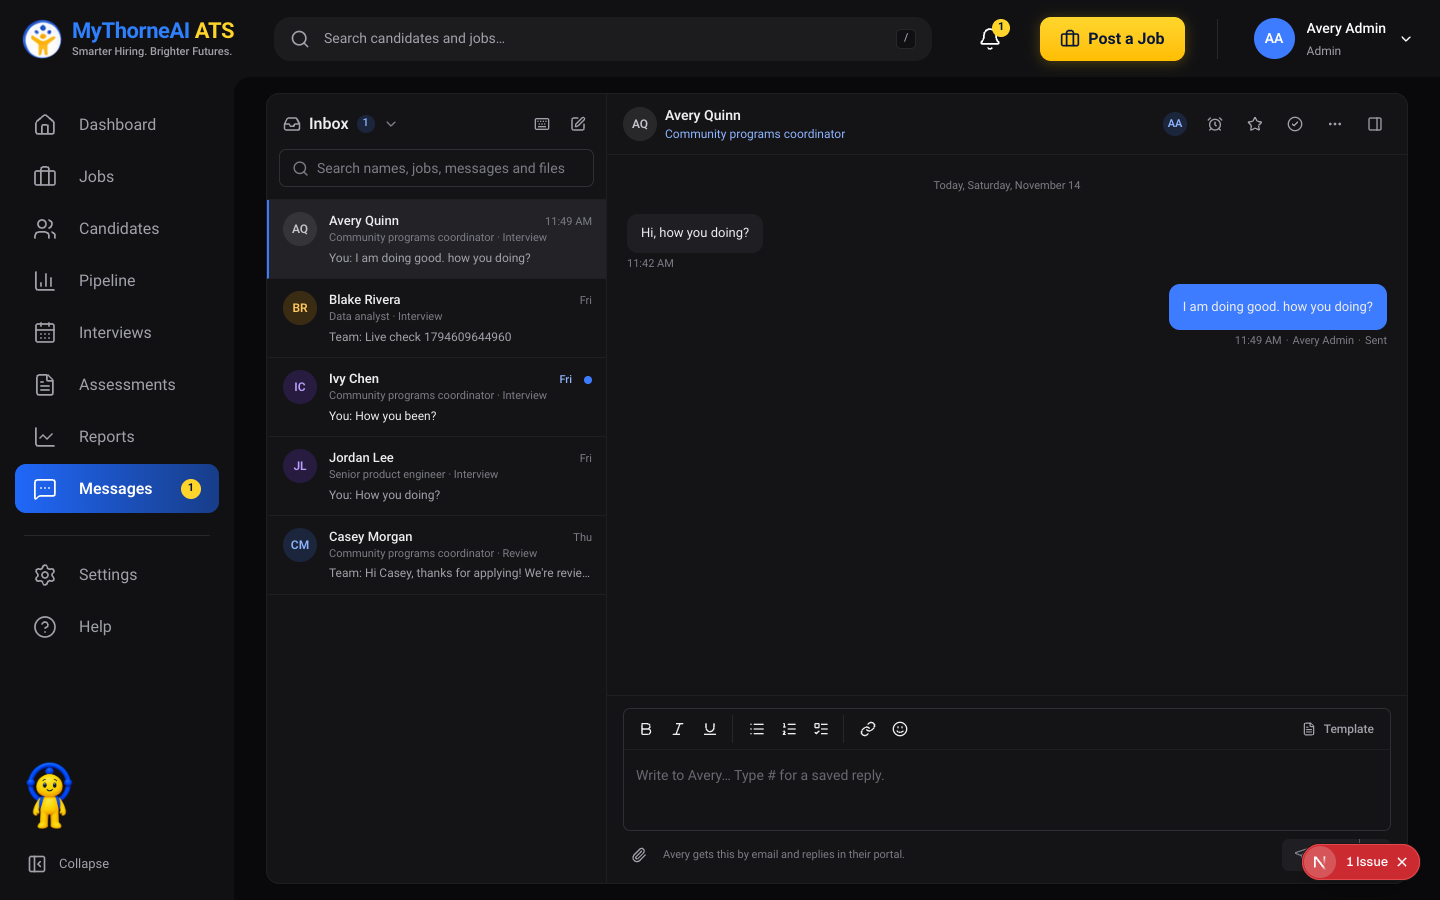 MyThorneAI ATS
Smarter Hiring. Brighter Futures.
Search candidates and jobs...
/
1
Post a Job
AA
Avery Admin
Admin
Dashboard
Jobs
Candidates
Pipeline
Interviews
Assessments
Reports
Messages
1
Settings
Help
Collapse
Inbox
1
Search names, jobs, messages and files
AQ
Avery Quinn
11:49 AM
Community programs coordinator · Interview
You: I am doing good. how you doing?
BR
Blake Rivera
Fri
Data analyst · Interview
Team: Live check 1794609644960
IC
Ivy Chen
Fri
Community programs coordinator · Interview
You: How you been?
JL
Jordan Lee
Fri
Senior product engineer · Interview
You: How you doing?
CM
Casey Morgan
Thu
Community programs coordinator · Review
Team: Hi Casey, thanks for applying! We're revie...
AQ
Avery Quinn
Community programs coordinator
AA
Today, Saturday, November 14
Hi, how you doing?
11:42 AM
I am doing good. how you doing?
11:49 AM · Avery Admin · Sent
B I U
Template
Write to Avery... Type # for a saved reply.
Avery gets this by email and replies in their portal.
N
1 Issue